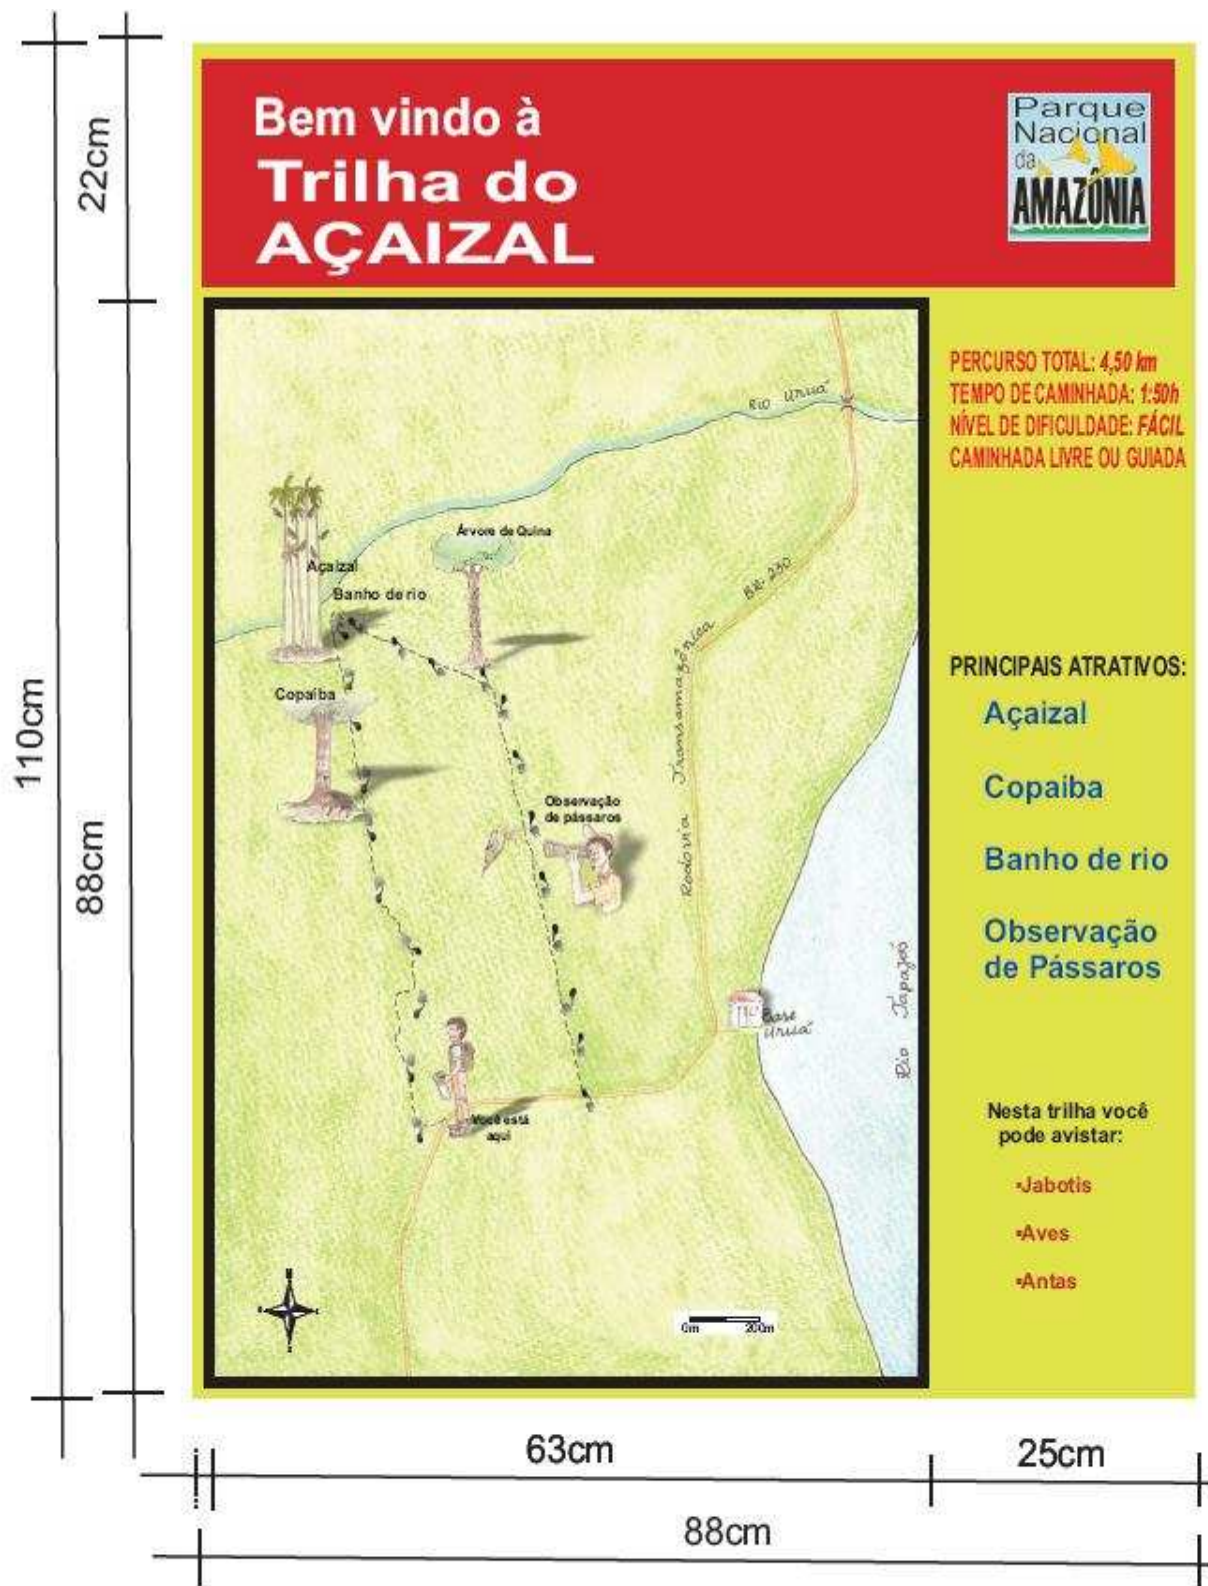 22cm
110cm
88cm
Bem vindo à
Trilha do
AÇAIZAL
Parque
Nacional
da
AMAZÔNIA
PERCURSO TOTAL: 4,50 km
TEMPO DE CAMINHADA: 1:50h
NÍVEL DE DIFICULDADE: FÁCIL
CAMINHADA LIVRE OU GUIADA
Rio Uruá
Árvore de Quina
Açaizal
Banho de rio
BR-230
Rodovia Transamazônica
Copaíba
Observação
de pássaros
PRINCIPAIS ATRATIVOS:
Açaizal
Copaiba
Banho de rio
Observação
de Pássaros
Rio Tapajós
Base
Uruá
Você está
aqui
Nesta trilha você
pode avistar:
•Jabotis
•Aves
•Antas
N
0m 200m
63cm
25cm
88cm